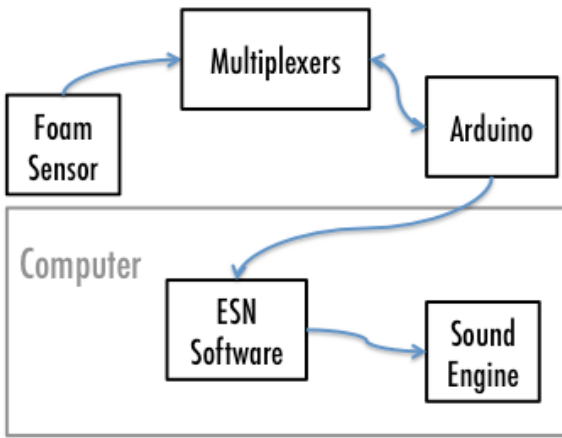 Multiplexers
Foam
Sensor
Arduino
Computer
ESN
Software
Sound
Engine